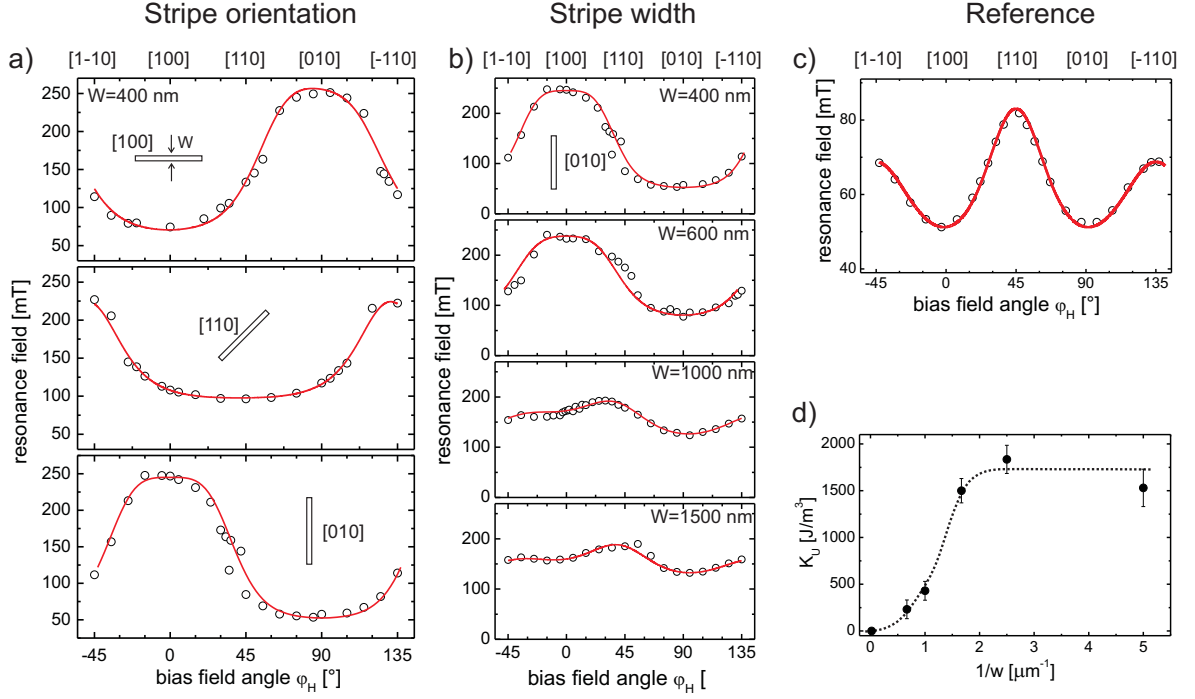 Stripe orientation
Stripe width
Reference
a)
[1-10] [100] [110] [010] [-110]
W=400 nm
[100]
W
250
200
150
100
50
[110]
250
200
150
100
50
[010]
250
200
150
100
50
resonance field [mT]
-45 0 45 90 135
bias field angle φH [°]
b)
[1-10] [100] [110] [010] [-110]
W=400 nm
[010]
200
100
0
W=600 nm
200
100
0
W=1000 nm
200
100
0
W=1500 nm
200
100
0
resonance field [mT]
-45 0 45 90 135
bias field angle φH [
c)
[1-10] [100] [110] [010] [-110]
80
60
40
resonance field [mT]
-45 0 45 90 135
bias field angle φH [°]
d)
2000
1500
1000
500
0
KU [J/m³]
0 1 2 3 4 5
1/w [μm⁻¹]